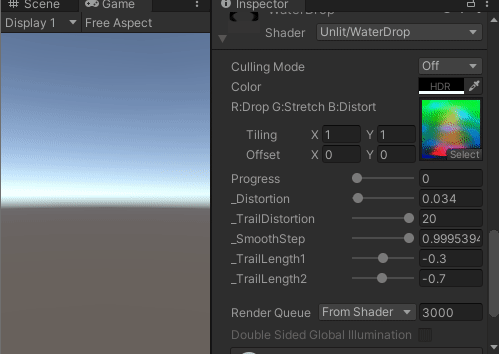 Scene Game
Inspector
Display 1 Free Aspect
WaterDrop
Shader Unlit/WaterDrop
Culling Mode Off
Color HDR
R:Drop G:Stretch B:Distort
Tiling X 1 Y 1
Offset X 0 Y 0
Select
Progress 0
_Distortion 0.034
_TrailDistortion 20
_SmoothStep 0.9995394
_TrailLength1 -0.3
_TrailLength2 -0.7
Render Queue From Shader 3000
Double Sided Global Illumination